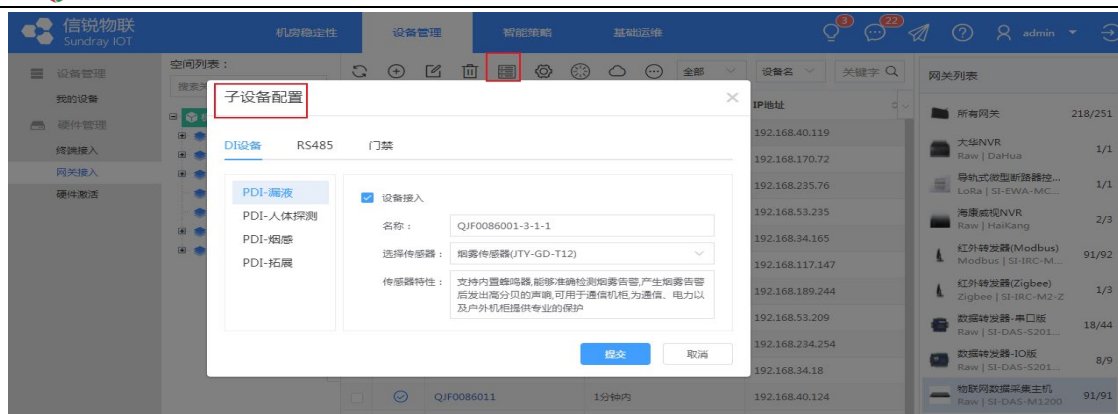 信锐物联
Sundray IOT
机房稳定性
设备管理
智能策略
基础运维
3
22
admin
设备管理
我的设备
硬件管理
终端接入
网关接入
硬件激活
空间列表：
全部
设备名
关键字
子设备配置
DI设备
RS485
门禁
PDI-漏液
PDI-人体探测
PDI-烟感
PDI-拓展
设备接入
名称：
QJF0086001-3-1-1
选择传感器：
烟雾传感器(JTY-GD-T12)
传感器特性：
支持内置蜂鸣器,能够准确检测烟雾告警,产生烟雾告警
后发出高分贝的声响,可用于通信机柜,为通信、电力以
及户外机柜提供专业的保护
提交
取消
QJF0086011
1分钟内
IP地址
192.168.40.119
192.168.170.72
192.168.235.76
192.168.53.235
192.168.34.165
192.168.117.147
192.168.189.244
192.168.53.209
192.168.234.254
192.168.34.18
192.168.40.124
网关列表
所有网关
218/251
大华NVR
Raw | DaHua
1/1
导轨式微型断路器控...
LoRa | SI-EWA-MC...
1/1
海康威视NVR
Raw | HaiKang
2/3
红外转发器(Modbus)
Modbus | SI-IRC-M...
91/92
红外转发器(Zigbee)
Zigbee | SI-IRC-M2-Z
1/3
数据转发器-串口版
Raw | SI-DAS-S201...
18/44
数据转发器-IO版
Raw | SI-DAS-S201...
8/9
物联网数据采集主机
Raw | SI-DAS-M1200
91/91